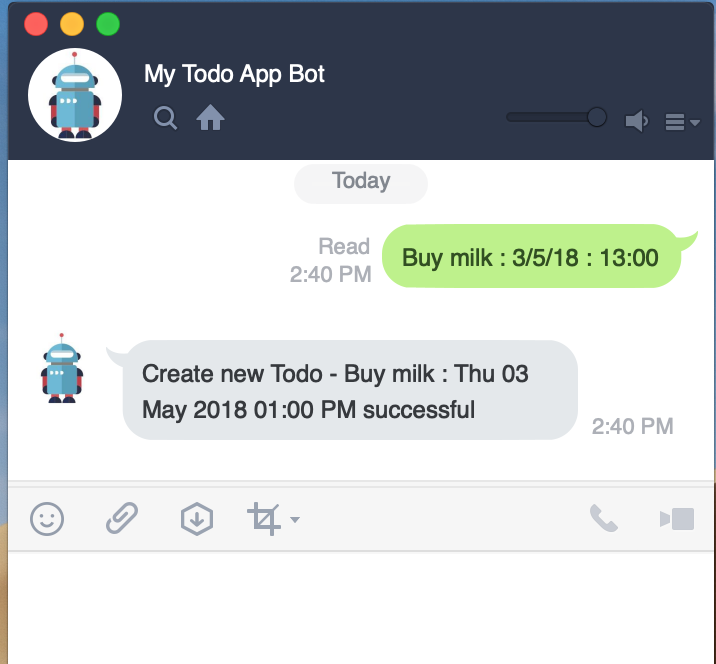 My Todo App Bot
Today
Buy milk : 3/5/18 : 13:00
Read
2:40 PM
Create new Todo - Buy milk : Thu 03
May 2018 01:00 PM successful
2:40 PM